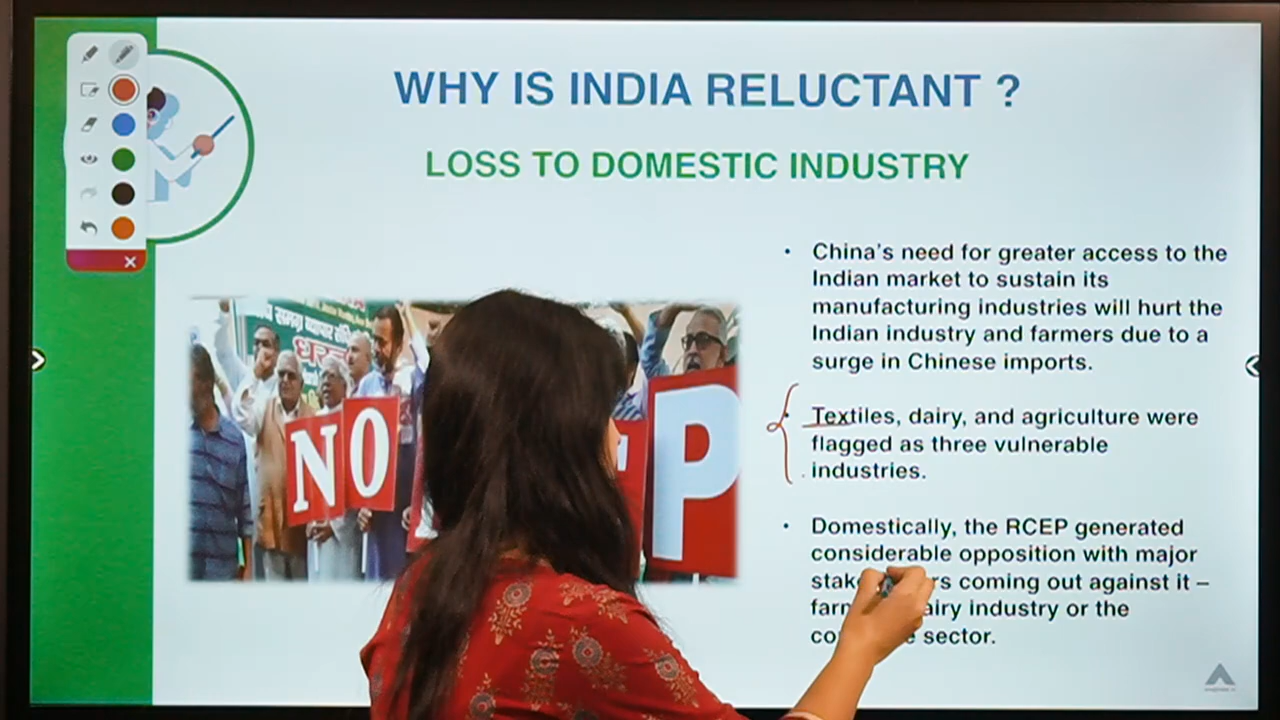 WHY IS INDIA RELUCTANT ?
LOSS TO DOMESTIC INDUSTRY
• China's need for greater access to the
Indian market to sustain its
manufacturing industries will hurt the
Indian industry and farmers due to a
surge in Chinese imports.
• Textiles, dairy, and agriculture were
flagged as three vulnerable
industries.
• Domestically, the RCEP generated
considerable opposition with major
coming out against it –
industry or the
sector.
NO
P